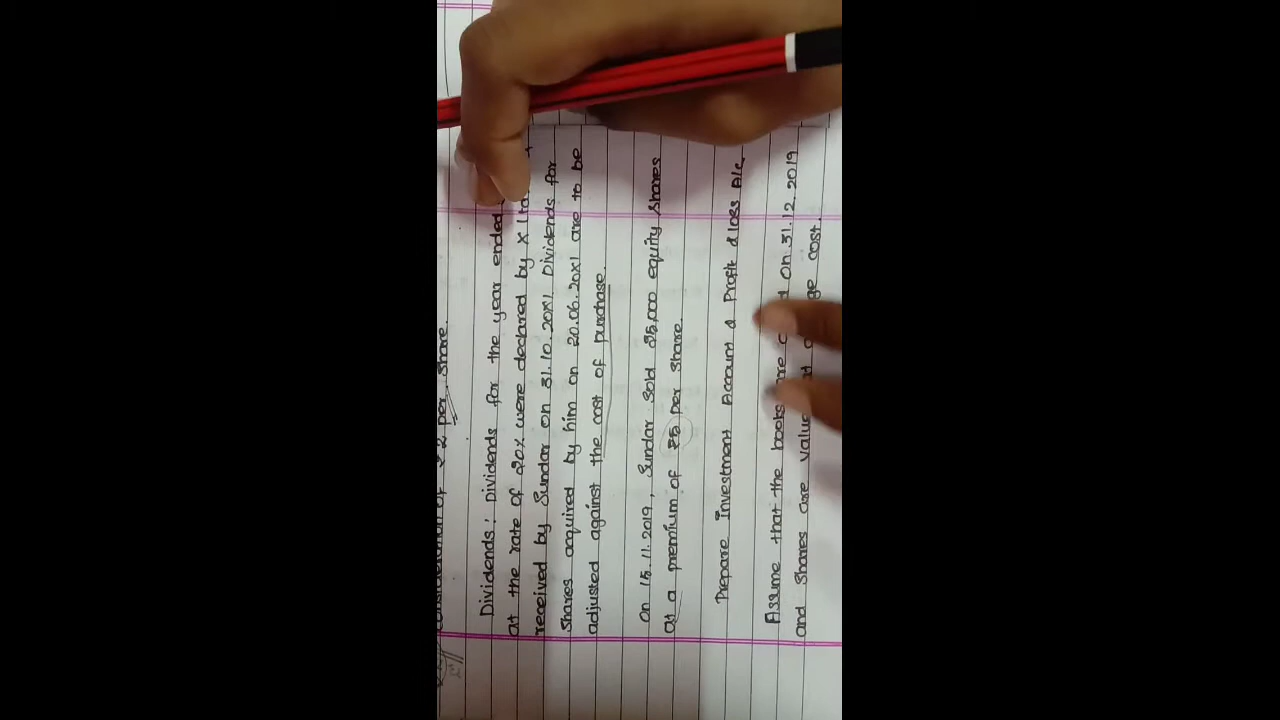 per share.
Dividends: Dividends for the year ended
at the rate of 20% were declared by X
received by Sundar on 31.10.20X1. Dividends for
shares acquired by him on 20.06.20X1 are to be
adjusted against the cost of purchase.
On 15.11.2019, Sundar sold 25,000 equity shares
at a premium of ₹5 per share.
Prepare Investment Account & Profit & loss A/c
Assume that the books are on 31.12.2019
and shares are cost.